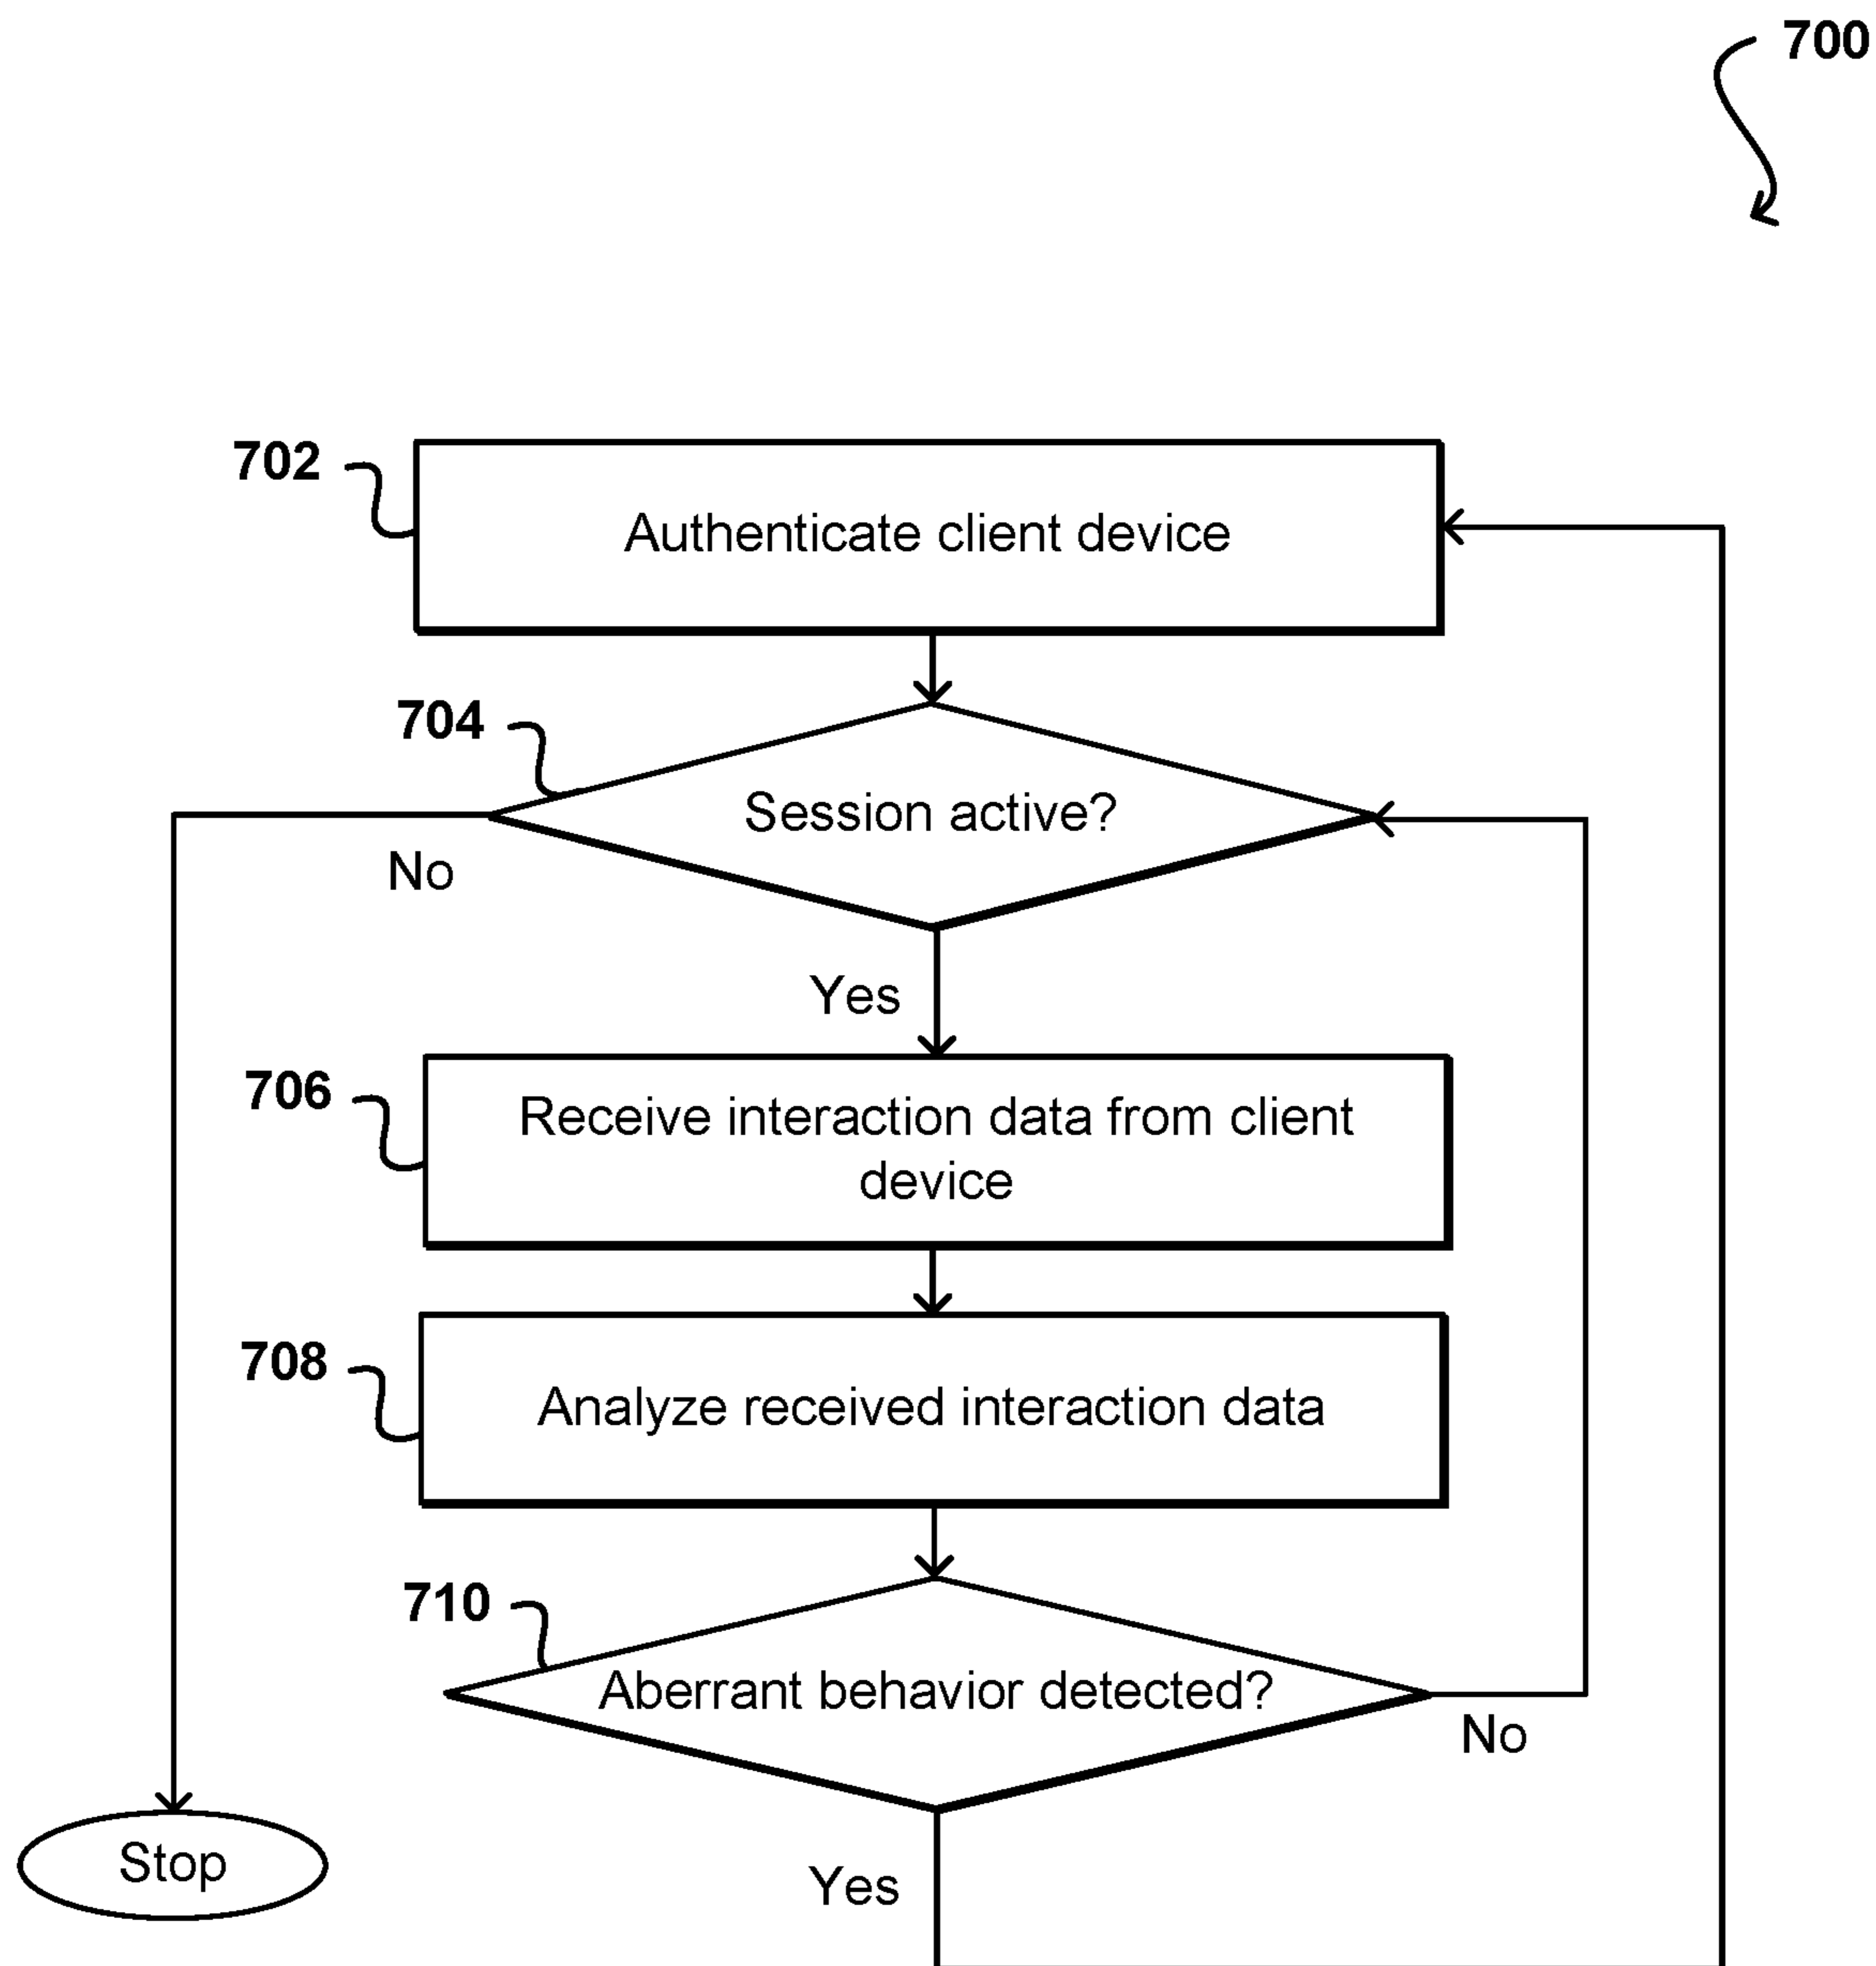 700
702
Authenticate client device
704
Session active?
No
Yes
706
Receive interaction data from client
device
708
Analyze received interaction data
710
Aberrant behavior detected?
No
Stop
Yes